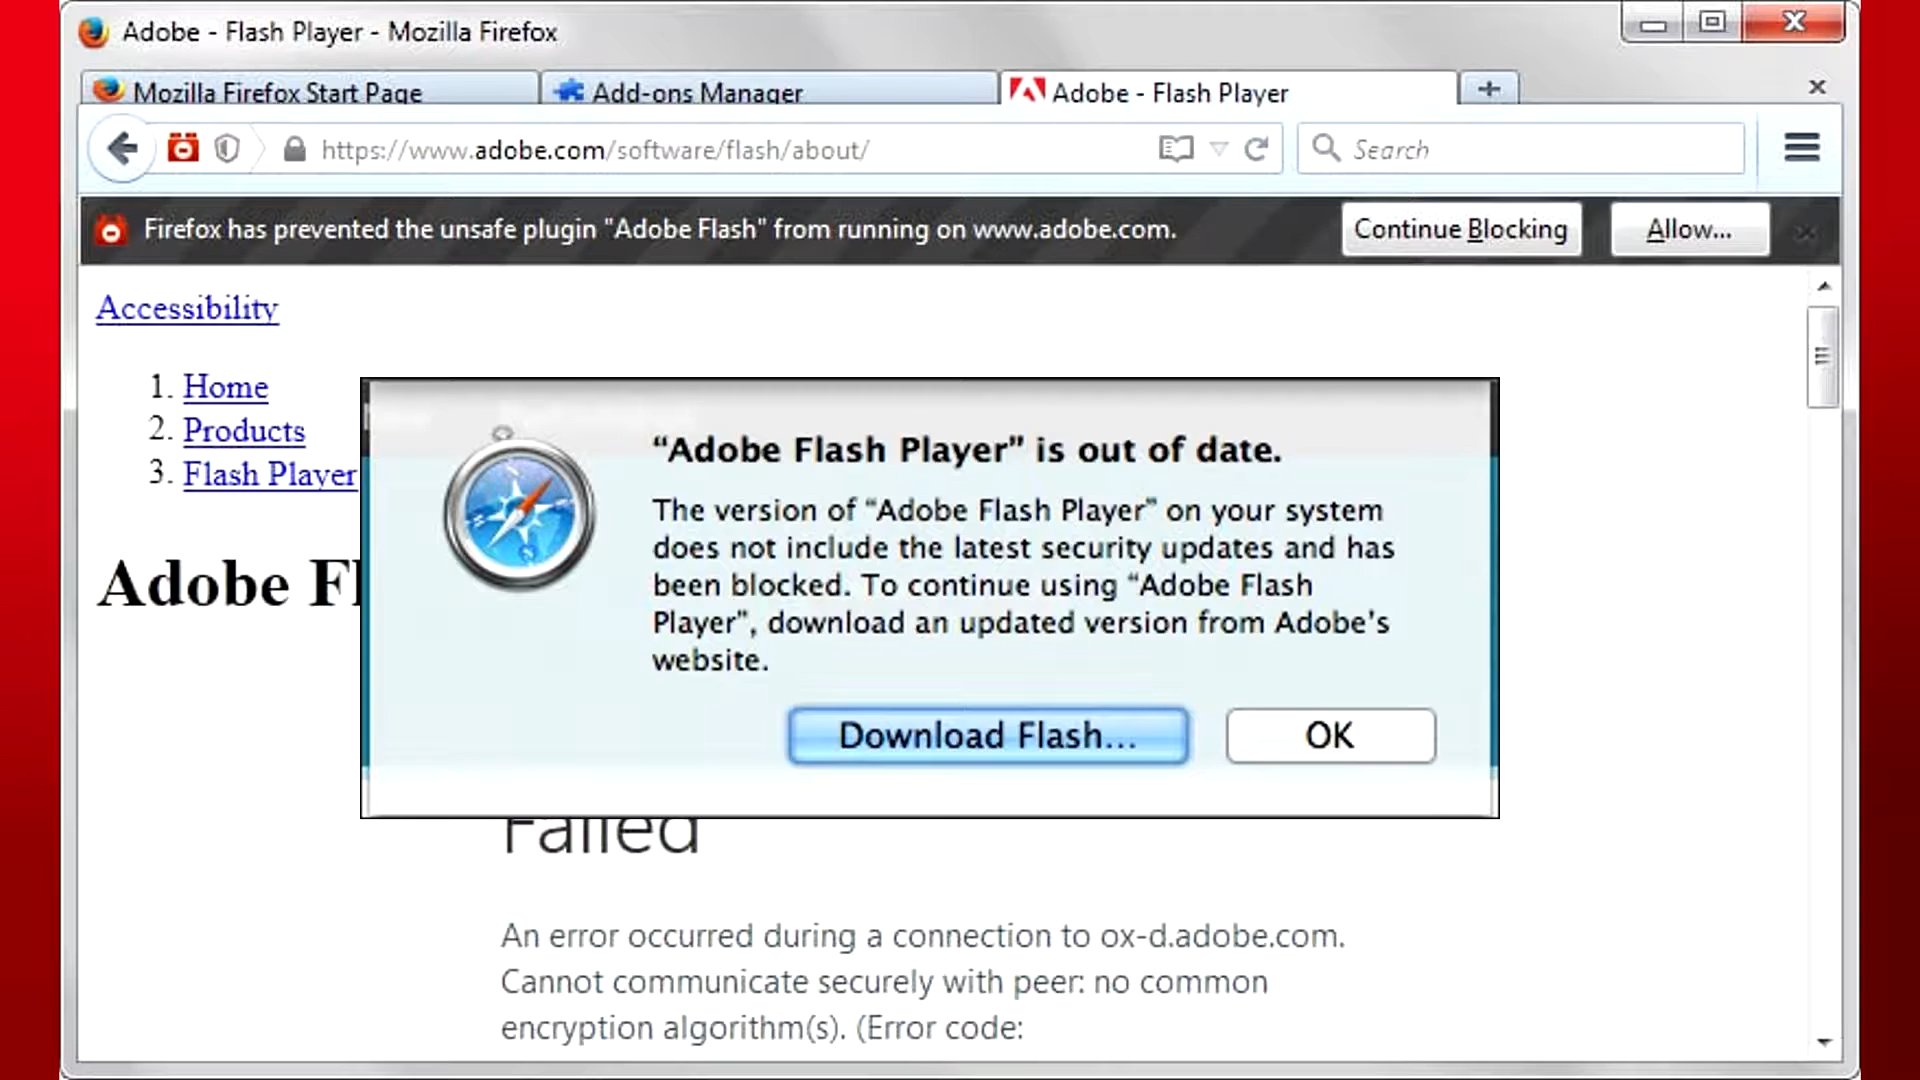 Adobe - Flash Player - Mozilla Firefox
Mozilla Firefox Start Page
Add-ons Manager
Adobe - Flash Player
https://www.adobe.com/software/flash/about/
Search
Firefox has prevented the unsafe plugin "Adobe Flash" from running on www.adobe.com.
Continue Blocking
Allow...
Accessibility
1. Home
2. Products
3. Flash Player
Adobe Fl
“Adobe Flash Player” is out of date.
The version of “Adobe Flash Player” on your system
does not include the latest security updates and has
been blocked. To continue using “Adobe Flash
Player”, download an updated version from Adobe’s
website.
Download Flash...
OK
Failed
An error occurred during a connection to ox-d.adobe.com.
Cannot communicate securely with peer: no common
encryption algorithm(s). (Error code: